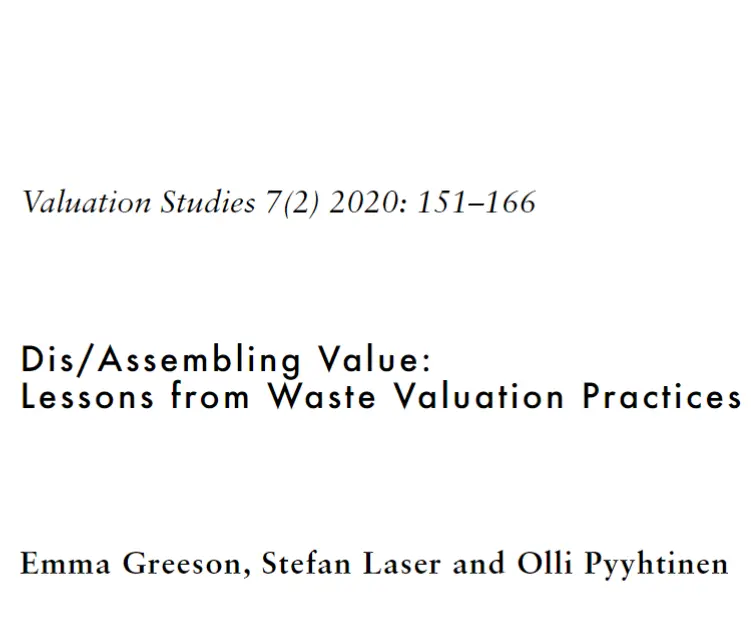 Valuation Studies 7(2) 2020: 151–166
Dis/Assembling Value:
Lessons from Waste Valuation Practices
Emma Greeson, Stefan Laser and Olli Pyyhtinen